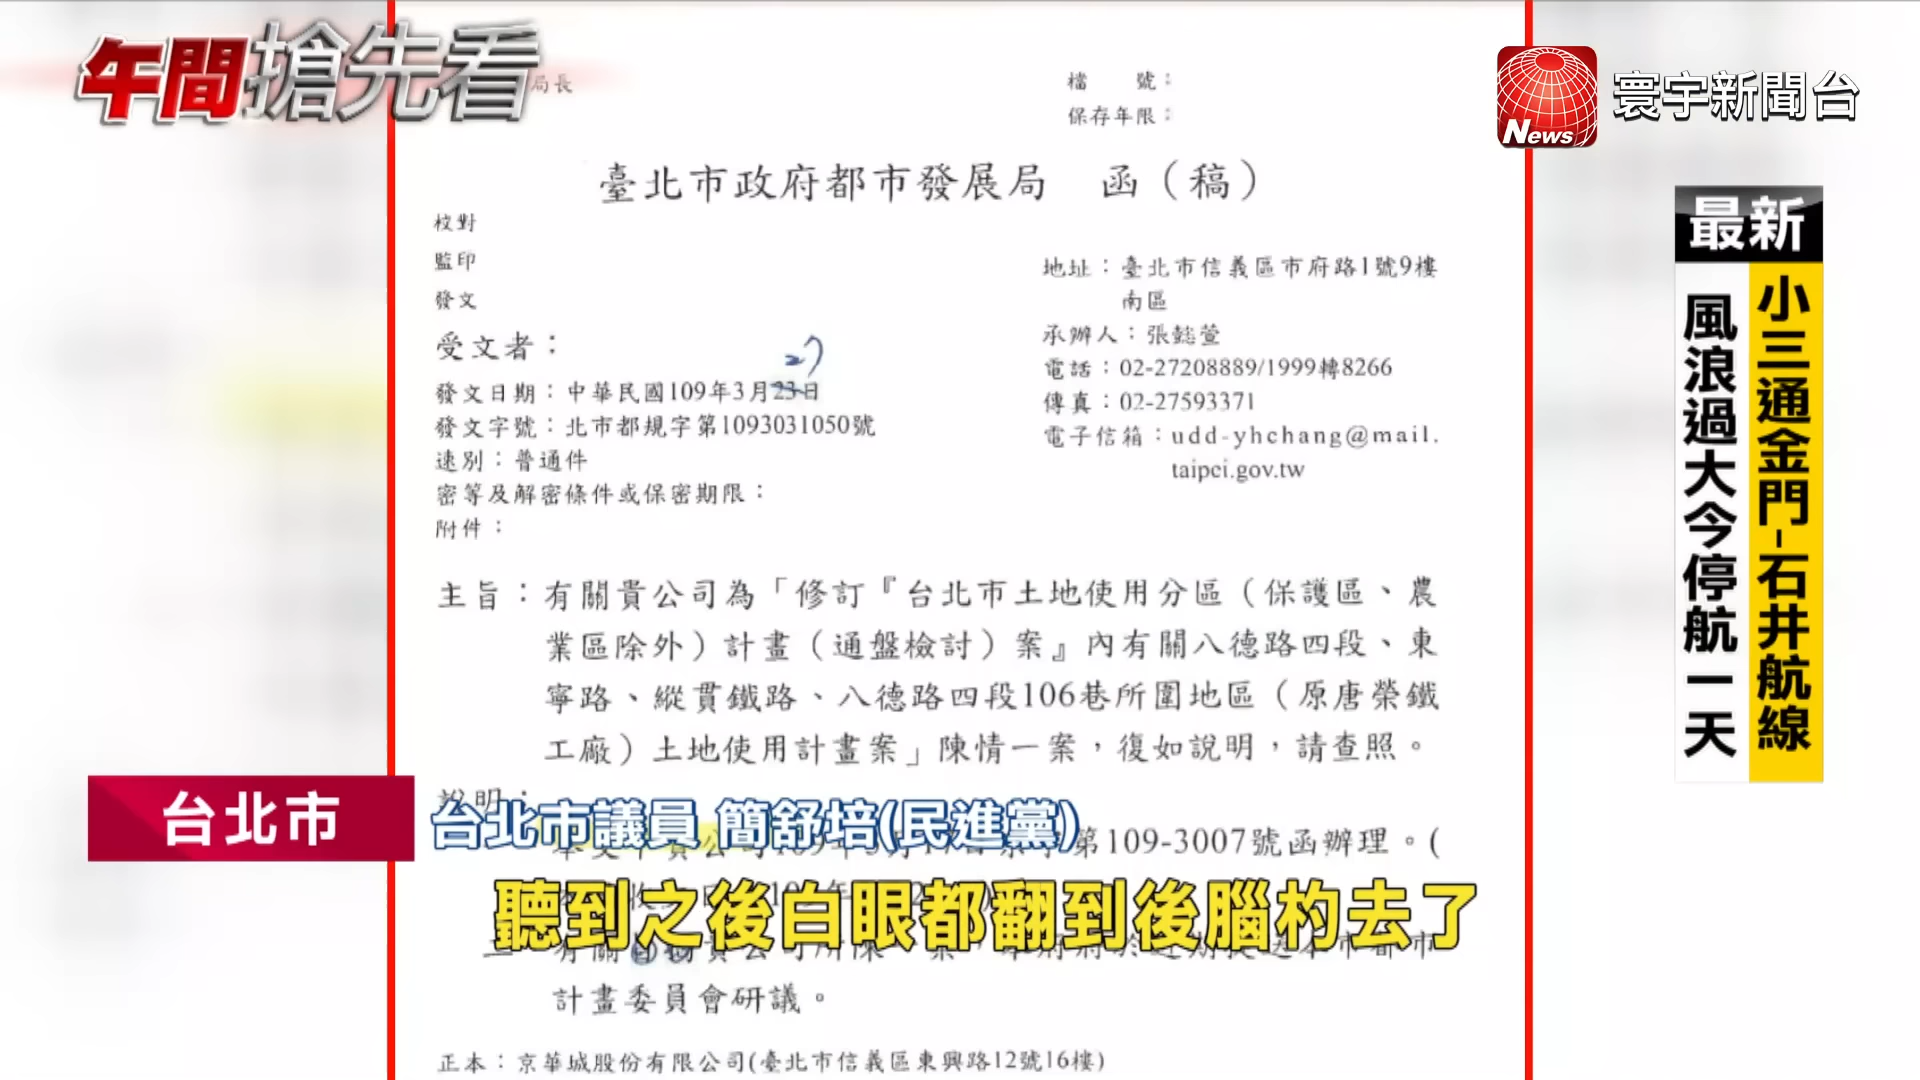 午間搶先看
News
寰宇新聞台
局長
檔　　號：
保存年限：
臺北市政府都市發展局　函（稿）
校對
監印
發文
地址：臺北市信義區市府路1號9樓
南區
承辦人：張懿萱
電話：02-27208889/1999轉8266
傳真：02-27593371
電子信箱：udd-yhchang@mail.
taipei.gov.tw
受文者：
27
發文日期：中華民國109年3月23日
發文字號：北市都規字第1093031050號
速別：普通件
密等及解密條件或保密期限：
附件：
主旨：有關貴公司為「修訂『台北市土地使用分區（保護區、農
業區除外）計畫（通盤檢討）案』內有關八德路四段、東
寧路、縱貫鐵路、八德路四段106巷所圍地區（原唐榮鐵
工廠）土地使用計畫案」陳情一案，復如說明，請查照。
說明：
台北市
台北市議員 簡舒培(民進黨)
第109-3007號函辦理。(
聽到之後白眼都翻到後腦杓去了
計畫委員會研議。
正本：京華城股份有限公司(臺北市信義區東興路12號16樓)
最新
小三通金門-石井航線
風浪過大今停航一天